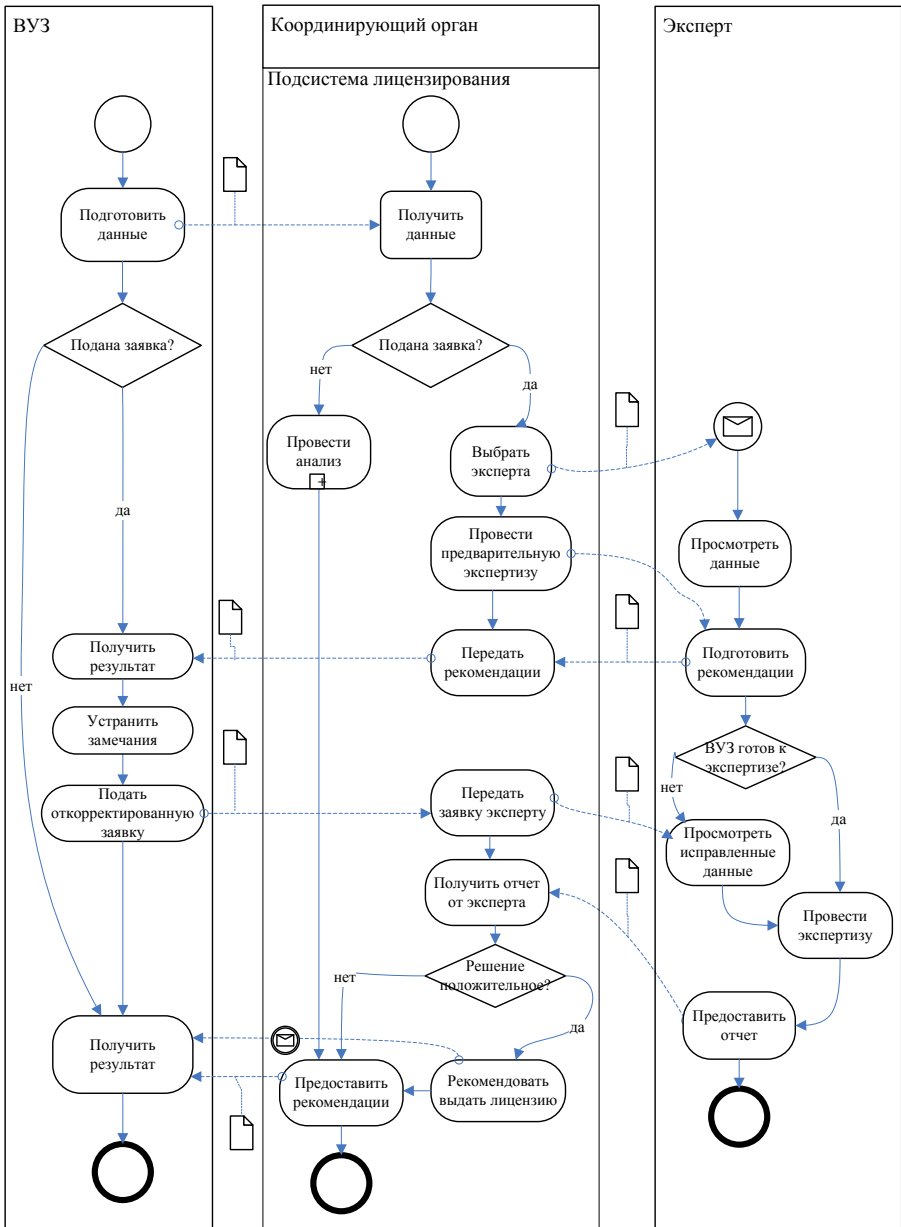 ВУЗ
Координирующий орган
Эксперт
Подсистема лицензирования
Подготовить
данные
Получить
данные
Подана заявка?
Подана заявка?
нет
да
Провести
анализ
+
Выбрать
эксперта
да
Провести
предварительную
экспертизу
Просмотреть
данные
Получить
результат
Передать
рекомендации
Подготовить
рекомендации
нет
Устранить
замечания
ВУЗ готов к
экспертизе?
нет
да
Подать
откорректированную
заявку
Передать
заявку эксперту
Просмотреть
исправленные
данные
Получить отчет
от эксперта
Провести
экспертизу
Решение
положительное?
нет
да
Предоставить
отчет
Получить
результат
Предоставить
рекомендации
Рекомендовать
выдать лицензию